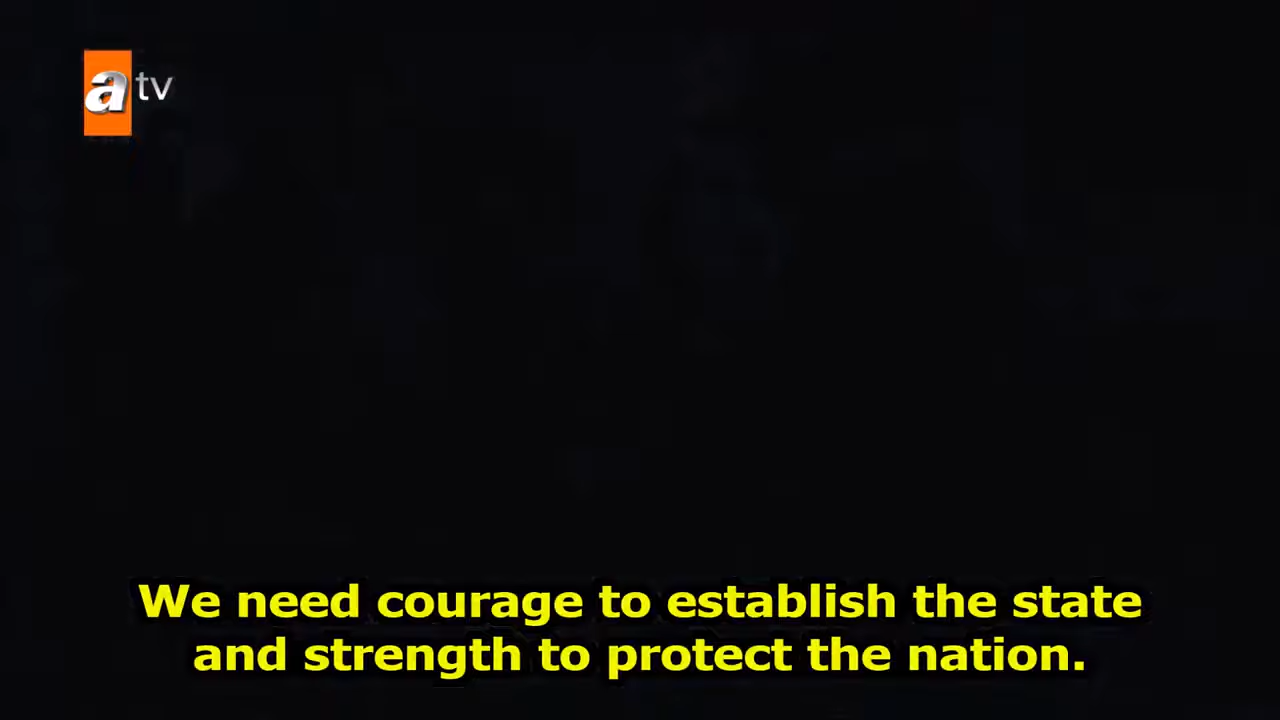 atv
We need courage to establish the state
and strength to protect the nation.